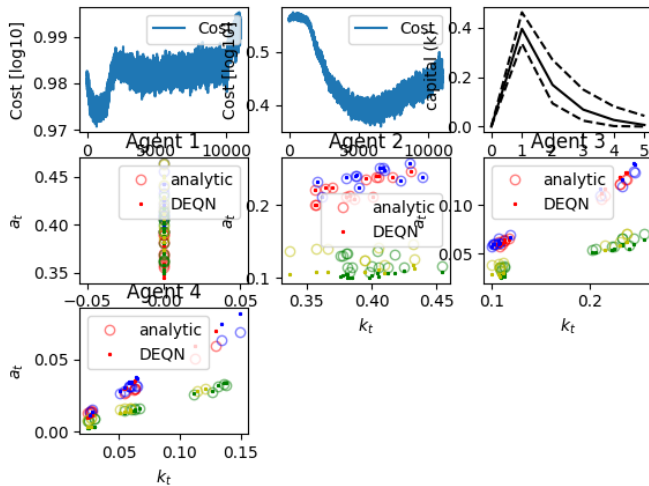 Cost [log10]
0.99
0.98
0.97
0
5000
10000
Cost
Cost [log10]
0.5
0.4
0
5000
10000
Cost
capital (k)
0.4
0.2
0.0
0 1 2 3 4 5
Agent 1
a_t
0.45
0.40
0.35
−0.05
0.00
0.05
analytic
DEQN
Agent 2
a_t
0.2
0.1
0.35 0.40 0.45
k_t
analytic
DEQN
Agent 3
a_t
0.10
0.05
0.1 0.2
k_t
analytic
DEQN
Agent 4
a_t
0.05
0.00
0.05 0.10 0.15
k_t
analytic
DEQN